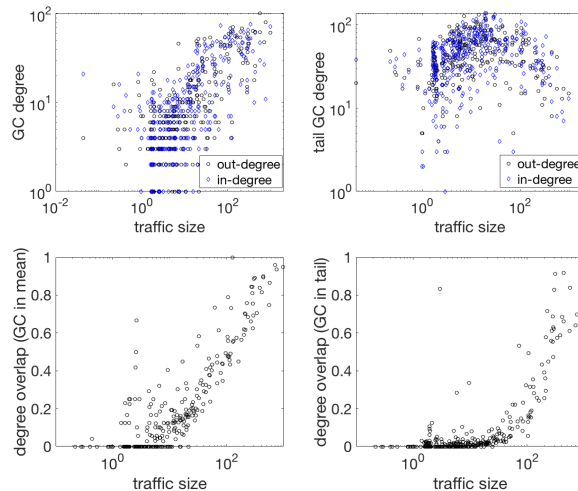 10^2
10^1
10^0
GC degree
10^-2
10^0
10^2
traffic size
out-degree
in-degree
10^2
10^1
10^0
tail GC degree
10^0
10^2
traffic size
out-degree
in-degree
1
0.8
0.6
0.4
0.2
0
degree overlap (GC in mean)
10^0
10^2
traffic size
1
0.8
0.6
0.4
0.2
0
degree overlap (GC in tail)
10^0
10^2
traffic size